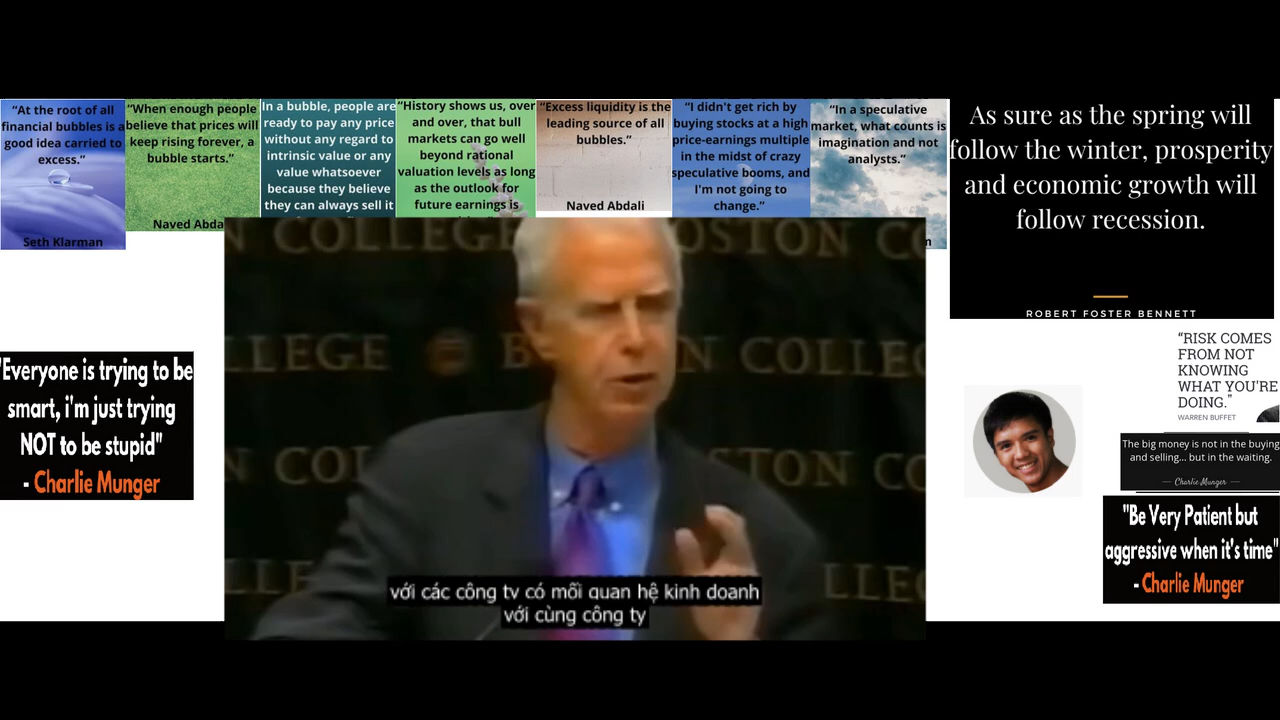 “At the root of all
financial bubbles is a
good idea carried to
excess.”
Seth Klarman
“When enough people
believe that prices will
keep rising forever, a
bubble starts.”
Naved Abda
In a bubble, people are
ready to pay any price
without any regard to
intrinsic value or any
value whatsoever
because they believe
they can always sell it
“History shows us, over
and over, that bull
markets can go well
beyond rational
valuation levels as long
as the outlook for
future earnings is
“Excess liquidity is the
leading source of all
bubbles.”
Naved Abdali
“I didn't get rich by
buying stocks at a high
price-earnings multiple
in the midst of crazy
speculative booms, and
I'm not going to
change.”
“In a speculative
market, what counts is
imagination and not
analysts.”
m
As sure as the spring will
follow the winter, prosperity
and economic growth will
follow recession.
ROBERT FOSTER BENNETT
"Everyone is trying to be
smart, i'm just trying
NOT to be stupid"
- Charlie Munger
N COLLEGE
BOSTON CO
LLEGE B
N COLLEG
N COL
STON CO
LLE
LLEG
với các công ty có mối quan hệ kinh doanh
với cùng công ty
“RISK COMES
FROM NOT
KNOWING
WHAT YOU'RE
DOING.”
WARREN BUFFET
The big money is not in the buying
and selling... but in the waiting.
— Charlie Munger —
"Be Very Patient but
aggressive when it's time"
- Charlie Munger